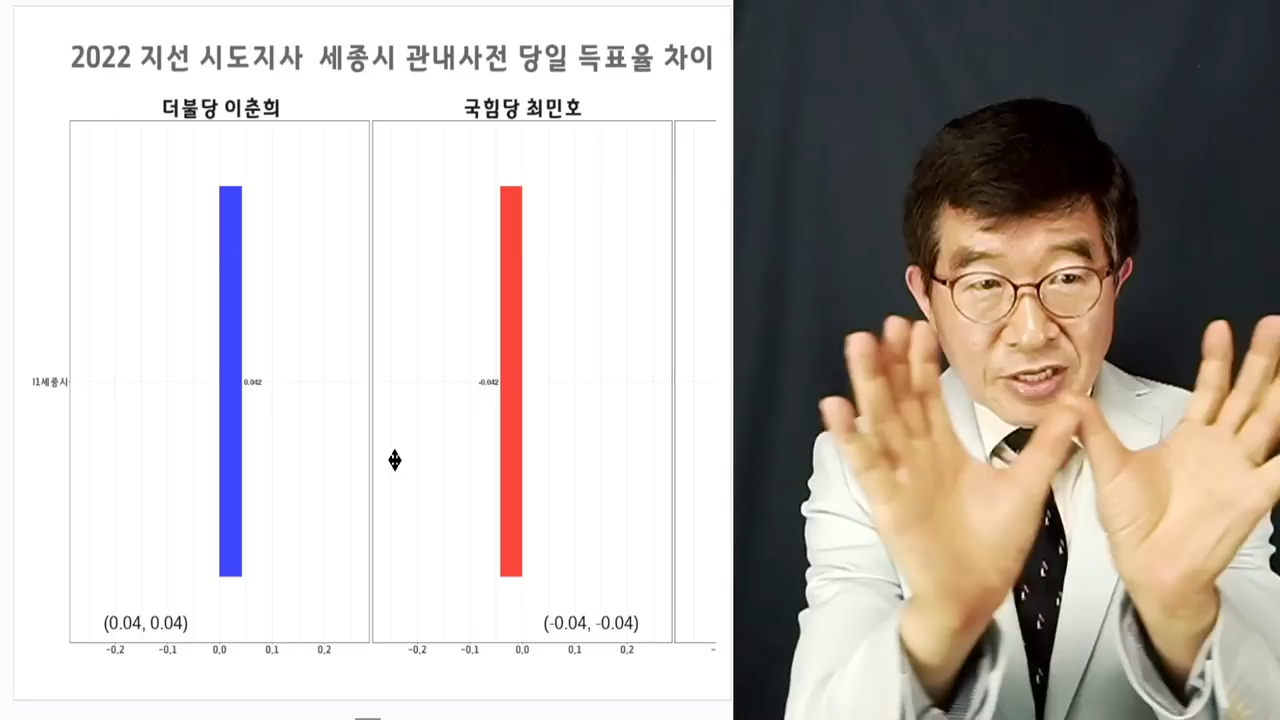 2022 지선 시도지사 세종시 관내사전 당일 득표율 차이
더불당 이춘희
국힘당 최민호
)1세종시
0.042
-0.042
(0.04, 0.04)
(-0.04, -0.04)
-0.2 -0.1 0.0 0.1 0.2
-0.2 -0.1 0.0 0.1 0.2